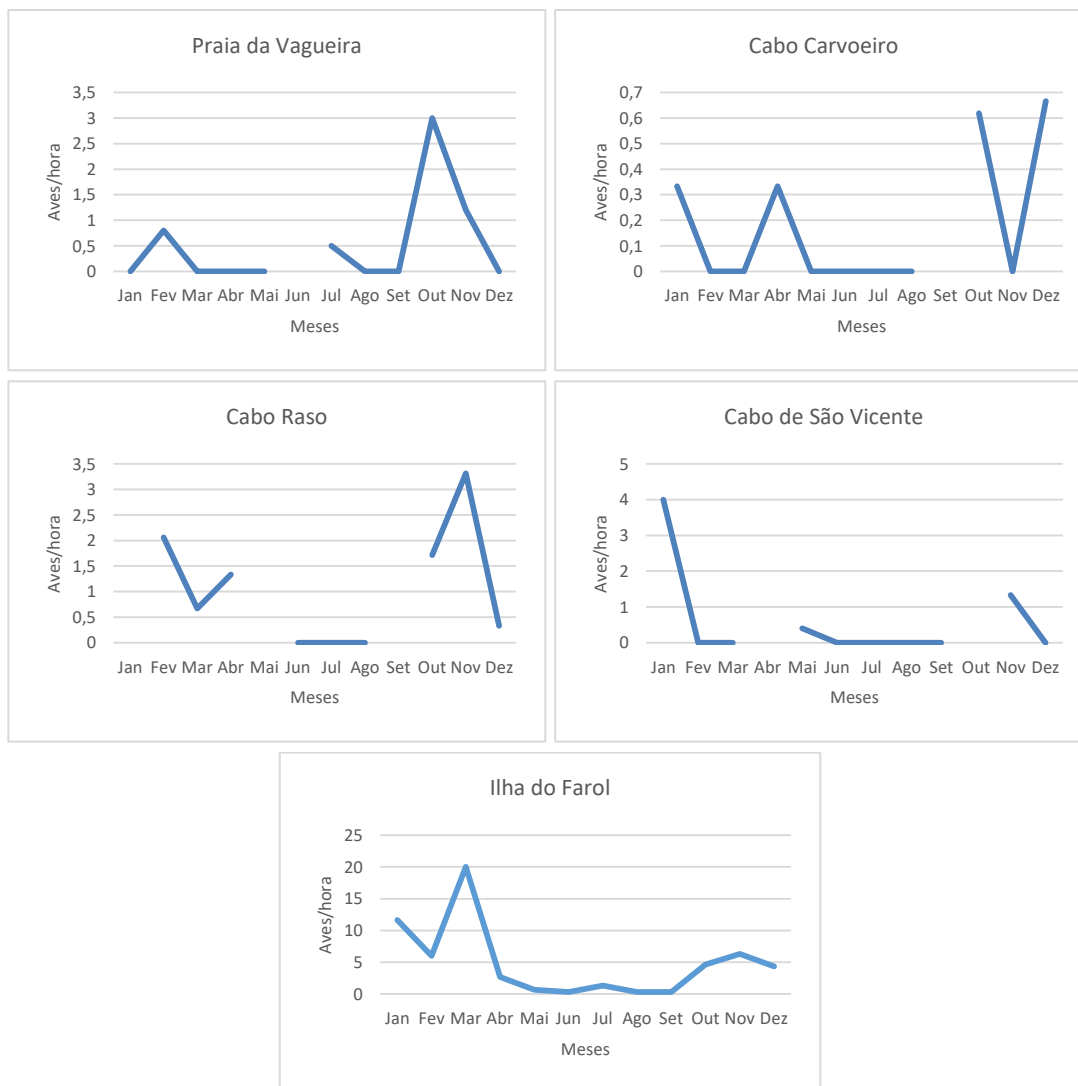 Praia da Vagueira
3,5
3
2,5
2
1,5
1
0,5
0
Aves/hora
Jan Fev Mar Abr Mai Jun Jul Ago Set Out Nov Dez
Meses
Cabo Carvoeiro
0,7
0,6
0,5
0,4
0,3
0,2
0,1
0
Aves/hora
Jan Fev Mar Abr Mai Jun Jul Ago Set Out Nov Dez
Meses
Cabo Raso
3,5
3
2,5
2
1,5
1
0,5
0
Aves/hora
Jan Fev Mar Abr Mai Jun Jul Ago Set Out Nov Dez
Meses
Cabo de São Vicente
5
4
3
2
1
0
Aves/hora
Jan Fev Mar Abr Mai Jun Jul Ago Set Out Nov Dez
Meses
Ilha do Farol
25
20
15
10
5
0
Aves/hora
Jan Fev Mar Abr Mai Jun Jul Ago Set Out Nov Dez
Meses